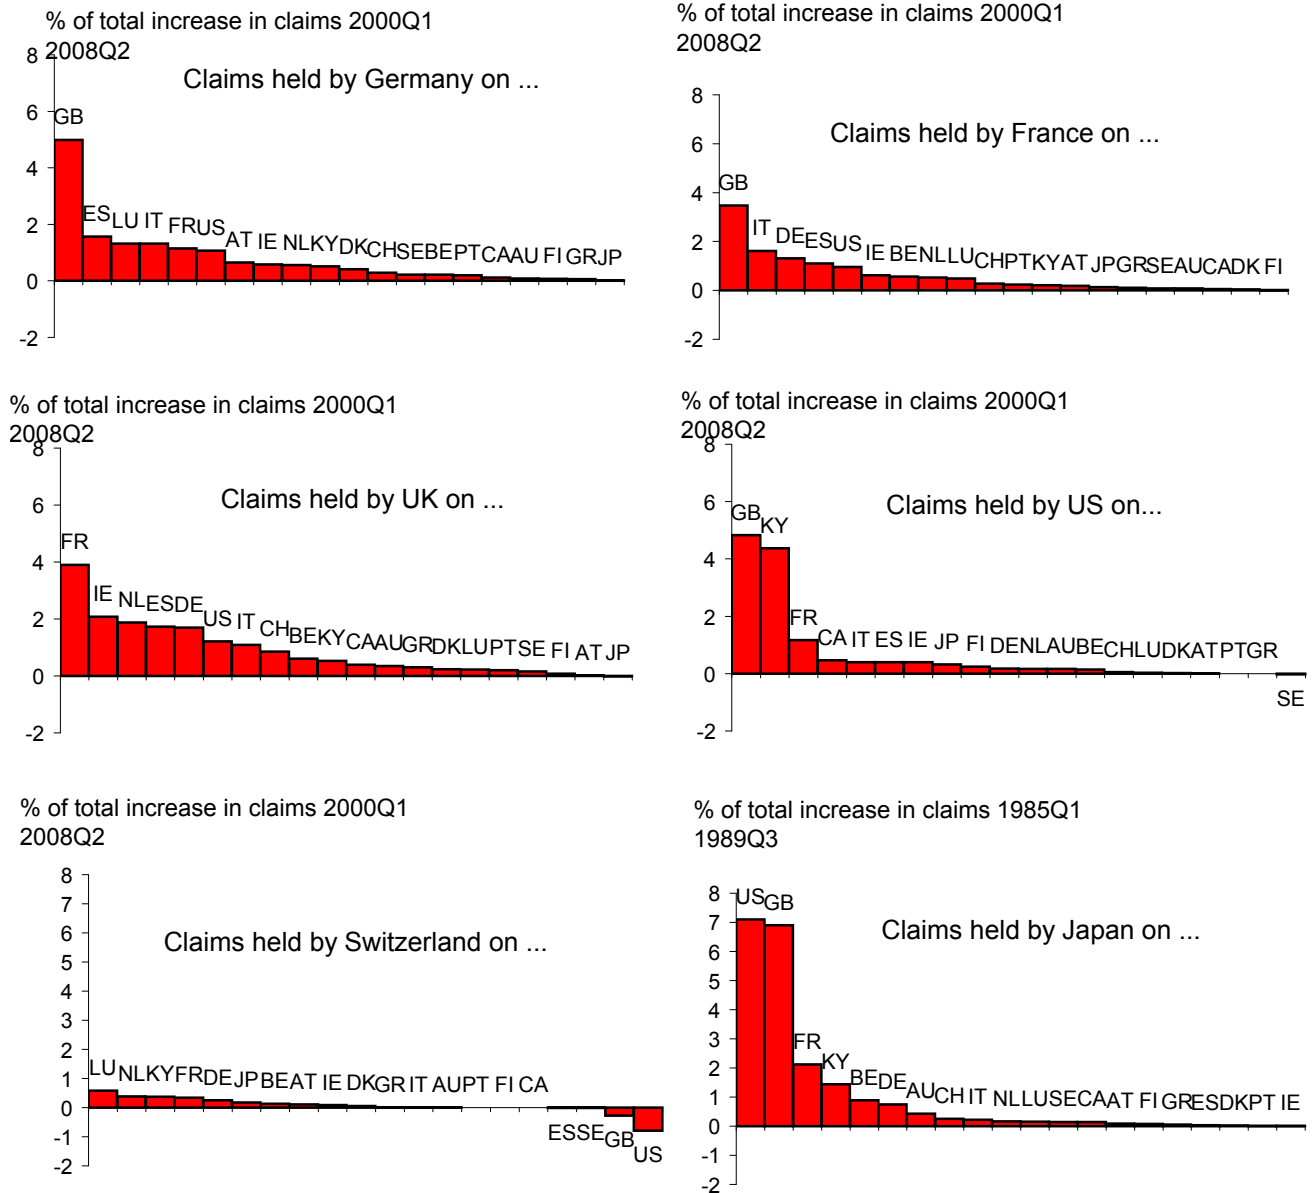 % of total increase in claims 2000Q1
2008Q2
Claims held by Germany on ...
8
6
4
2
0
-2
GB ES LU IT FR US AT IE NL KY DK CH SE BE PT CA AU FI GR JP
% of total increase in claims 2000Q1
2008Q2
Claims held by France on ...
8
6
4
2
0
-2
GB IT DE ES US IE BE NL LU CH PT KY AT JP GR SE AU CA DK FI
% of total increase in claims 2000Q1
2008Q2
Claims held by UK on ...
8
6
4
2
0
-2
FR IE NL ES DE US IT CH BE KY CA AU GR DK LU PT SE FI AT JP
% of total increase in claims 2000Q1
2008Q2
Claims held by US on...
8
6
4
2
0
-2
GB KY FR CA IT ES IE JP FI DE NL AU BE CH LU DK AT PT GR SE
% of total increase in claims 2000Q1
2008Q2
Claims held by Switzerland on ...
8
7
6
5
4
3
2
1
0
-1
-2
LU NL KY FR DE JP BE AT IE DK GR IT AU PT FI CA ES SE GB US
% of total increase in claims 1985Q1
1989Q3
Claims held by Japan on ...
8
7
6
5
4
3
2
1
0
-1
-2
US GB FR KY BE DE AU CH IT NL LU SE CA AT FI GR ES DK PT IE